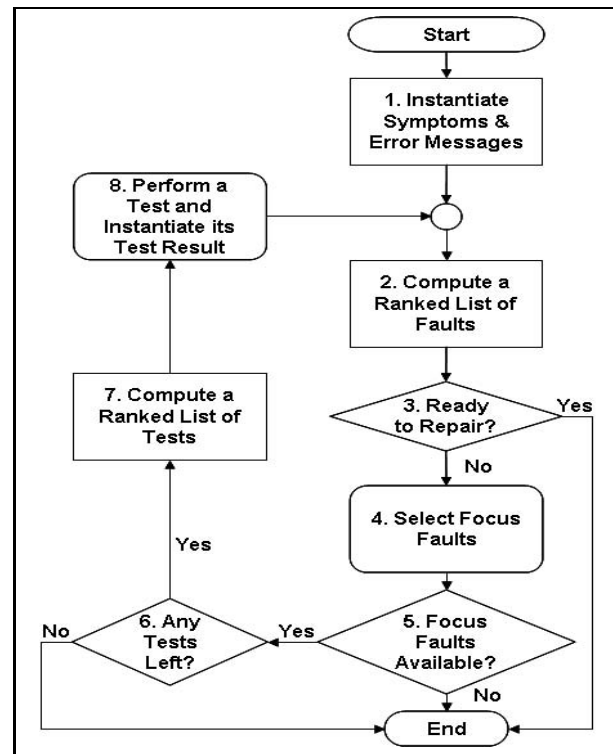 Start
1. Instantiate
Symptoms &
Error Messages
8. Perform a
Test and
Instantiate its
Test Result
2. Compute a
Ranked List of
Faults
7. Compute a
Ranked List of
Tests
3. Ready
to Repair?
Yes
No
4. Select Focus
Faults
Yes
No
6. Any
Tests
Left?
Yes
5. Focus
Faults
Available?
No
End